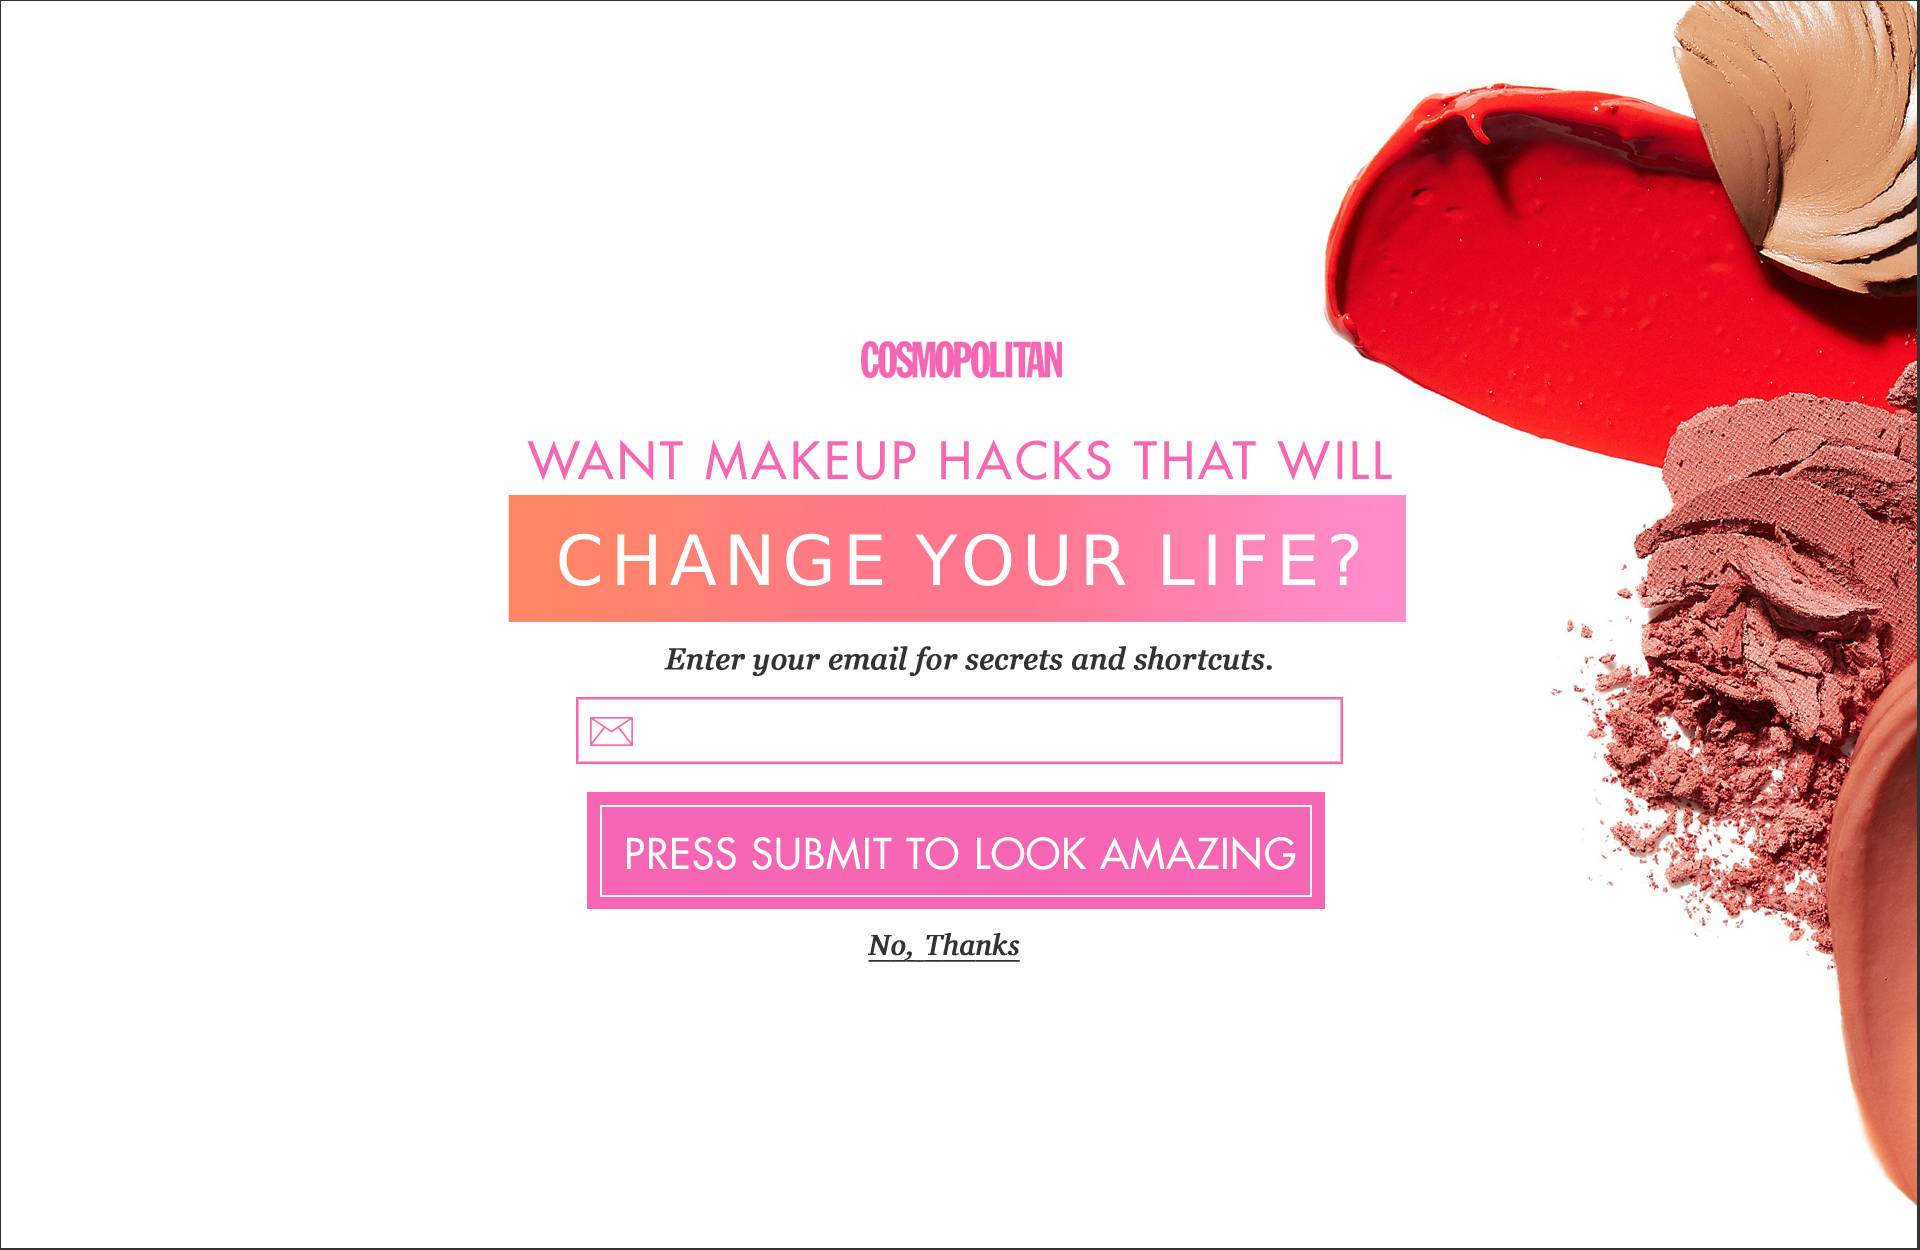 COSMOPOLITAN
WANT MAKEUP HACKS THAT WILL
CHANGE YOUR LIFE?
Enter your email for secrets and shortcuts.
PRESS SUBMIT TO LOOK AMAZING
No, Thanks